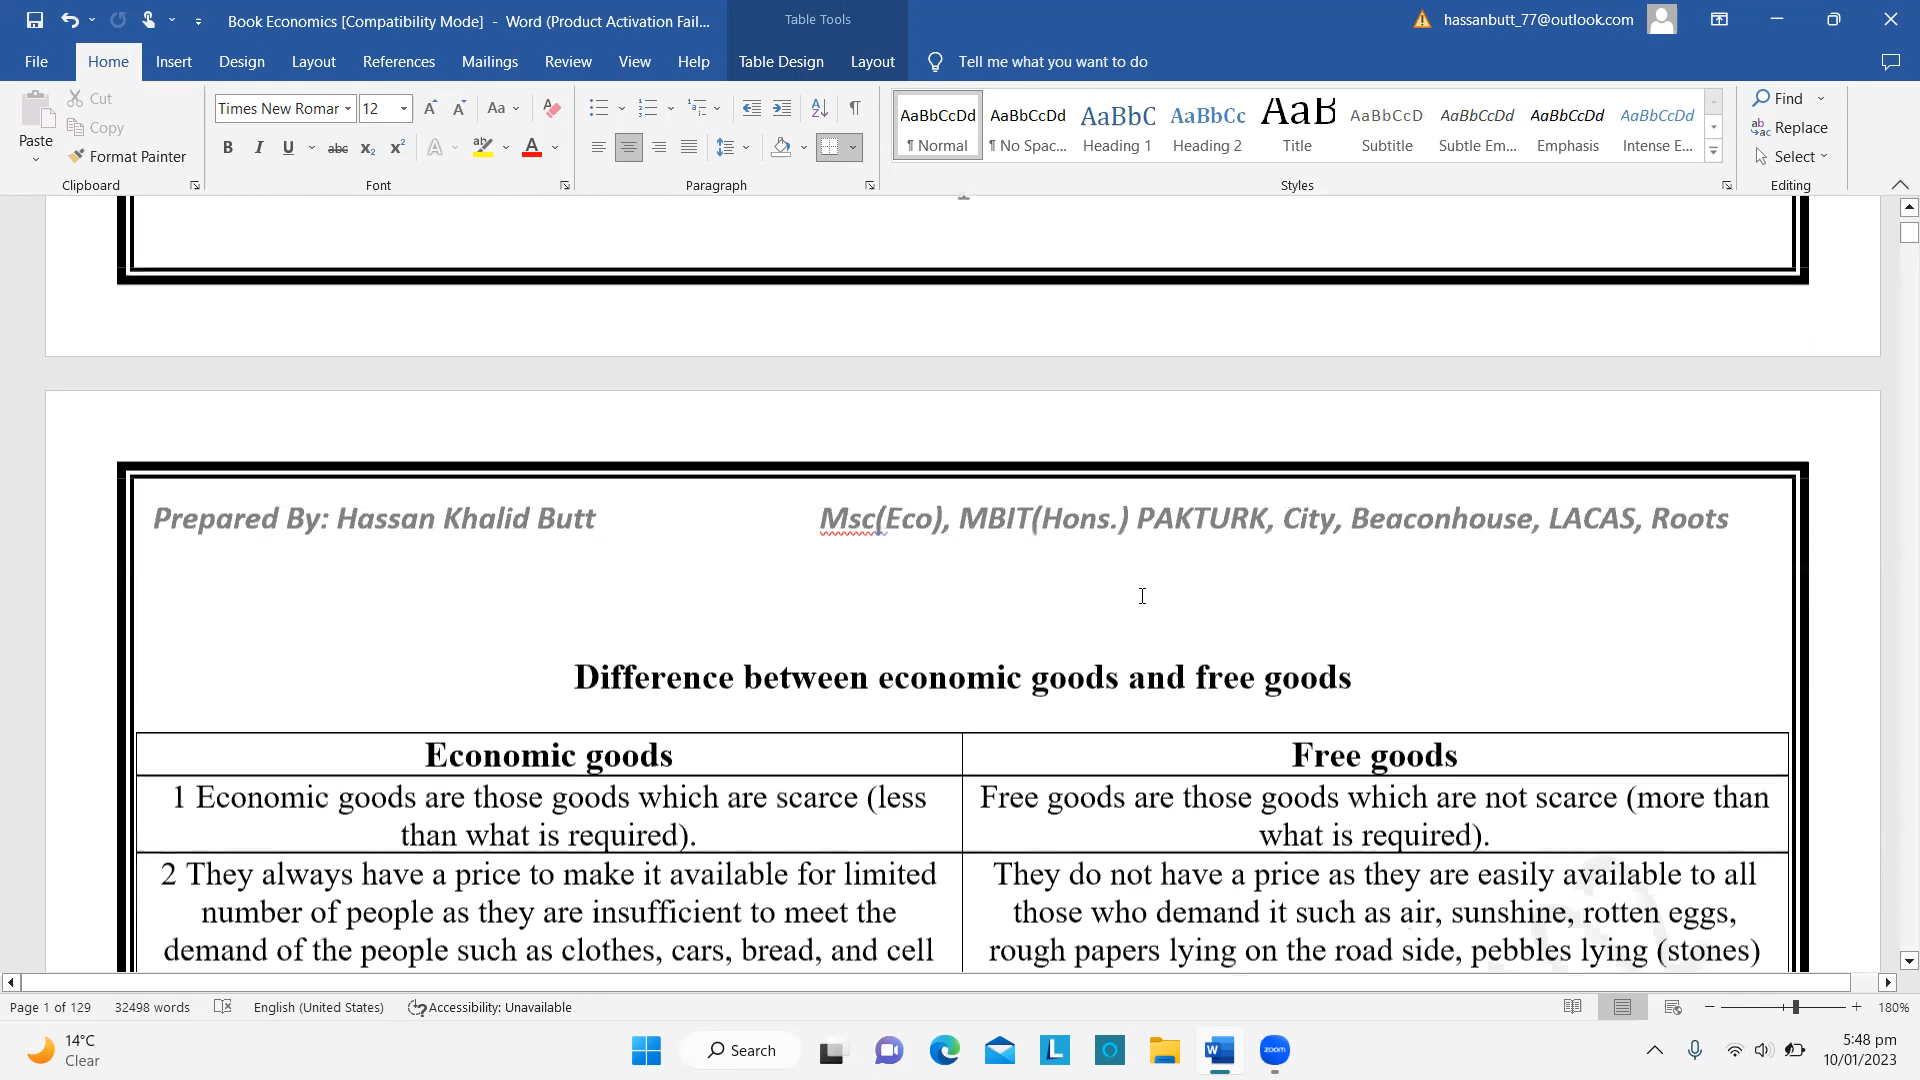 Book Economics [Compatibility Mode] - Word (Product Activation Fail...
Table Tools
hassanbutt_77@outlook.com
File Home Insert Design Layout References Mailings Review View Help Table Design Layout Tell me what you want to do
Paste
Cut
Copy
Format Painter
Clipboard
Times New Romar 12
Font
Paragraph
AaBbCcDd AaBbCcDd AaBbC AaBbCc AaB AaBbCcD AaBbCcDd AaBbCcDd AaBbCcDd
¶ Normal ¶ No Spac... Heading 1 Heading 2 Title Subtitle Subtle Em... Emphasis Intense E...
Styles
Find
Replace
Select
Editing
Prepared By: Hassan Khalid Butt Msc(Eco), MBIT(Hons.) PAKTURK, City, Beaconhouse, LACAS, Roots
Difference between economic goods and free goods
Economic goods
Free goods
1 Economic goods are those goods which are scarce (less
than what is required).
Free goods are those goods which are not scarce (more than
what is required).
2 They always have a price to make it available for limited
number of people as they are insufficient to meet the
demand of the people such as clothes, cars, bread, and cell
They do not have a price as they are easily available to all
those who demand it such as air, sunshine, rotten eggs,
rough papers lying on the road side, pebbles lying (stones)
Page 1 of 129 32498 words English (United States) Accessibility: Unavailable 180%
14°C
Clear
Search
zoom
5:48 pm
10/01/2023